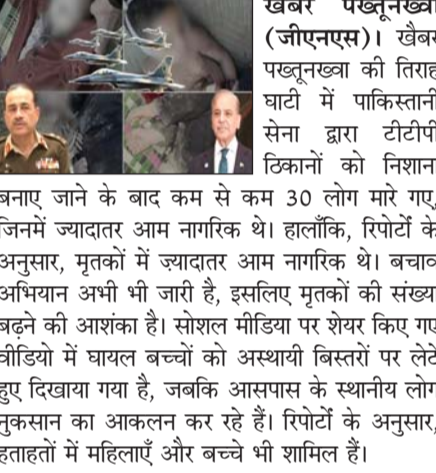 खैबर पख्तूनख्वा
(जीएनएस)। खैबर
पख्तूनख्वा की तिराह
घाटी में पाकिस्तानी
सेना द्वारा टीटीपी
ठिकानों को निशाना
बनाए जाने के बाद कम से कम 30 लोग मारे गए,
जिनमें ज्यादातर आम नागरिक थे। हालाँकि, रिपोर्टों के
अनुसार, मृतकों में ज़्यादातर आम नागरिक थे। बचाव
अभियान अभी भी जारी है, इसलिए मृतकों की संख्या
बढ़ने की आशंका है। सोशल मीडिया पर शेयर किए गए
वीडियो में घायल बच्चों को अस्थायी बिस्तरों पर लेटे
हुए दिखाया गया है, जबकि आसपास के स्थानीय लोग
नुकसान का आकलन कर रहे हैं। रिपोर्टों के अनुसार,
हताहतों में महिलाएँ और बच्चे भी शामिल हैं।